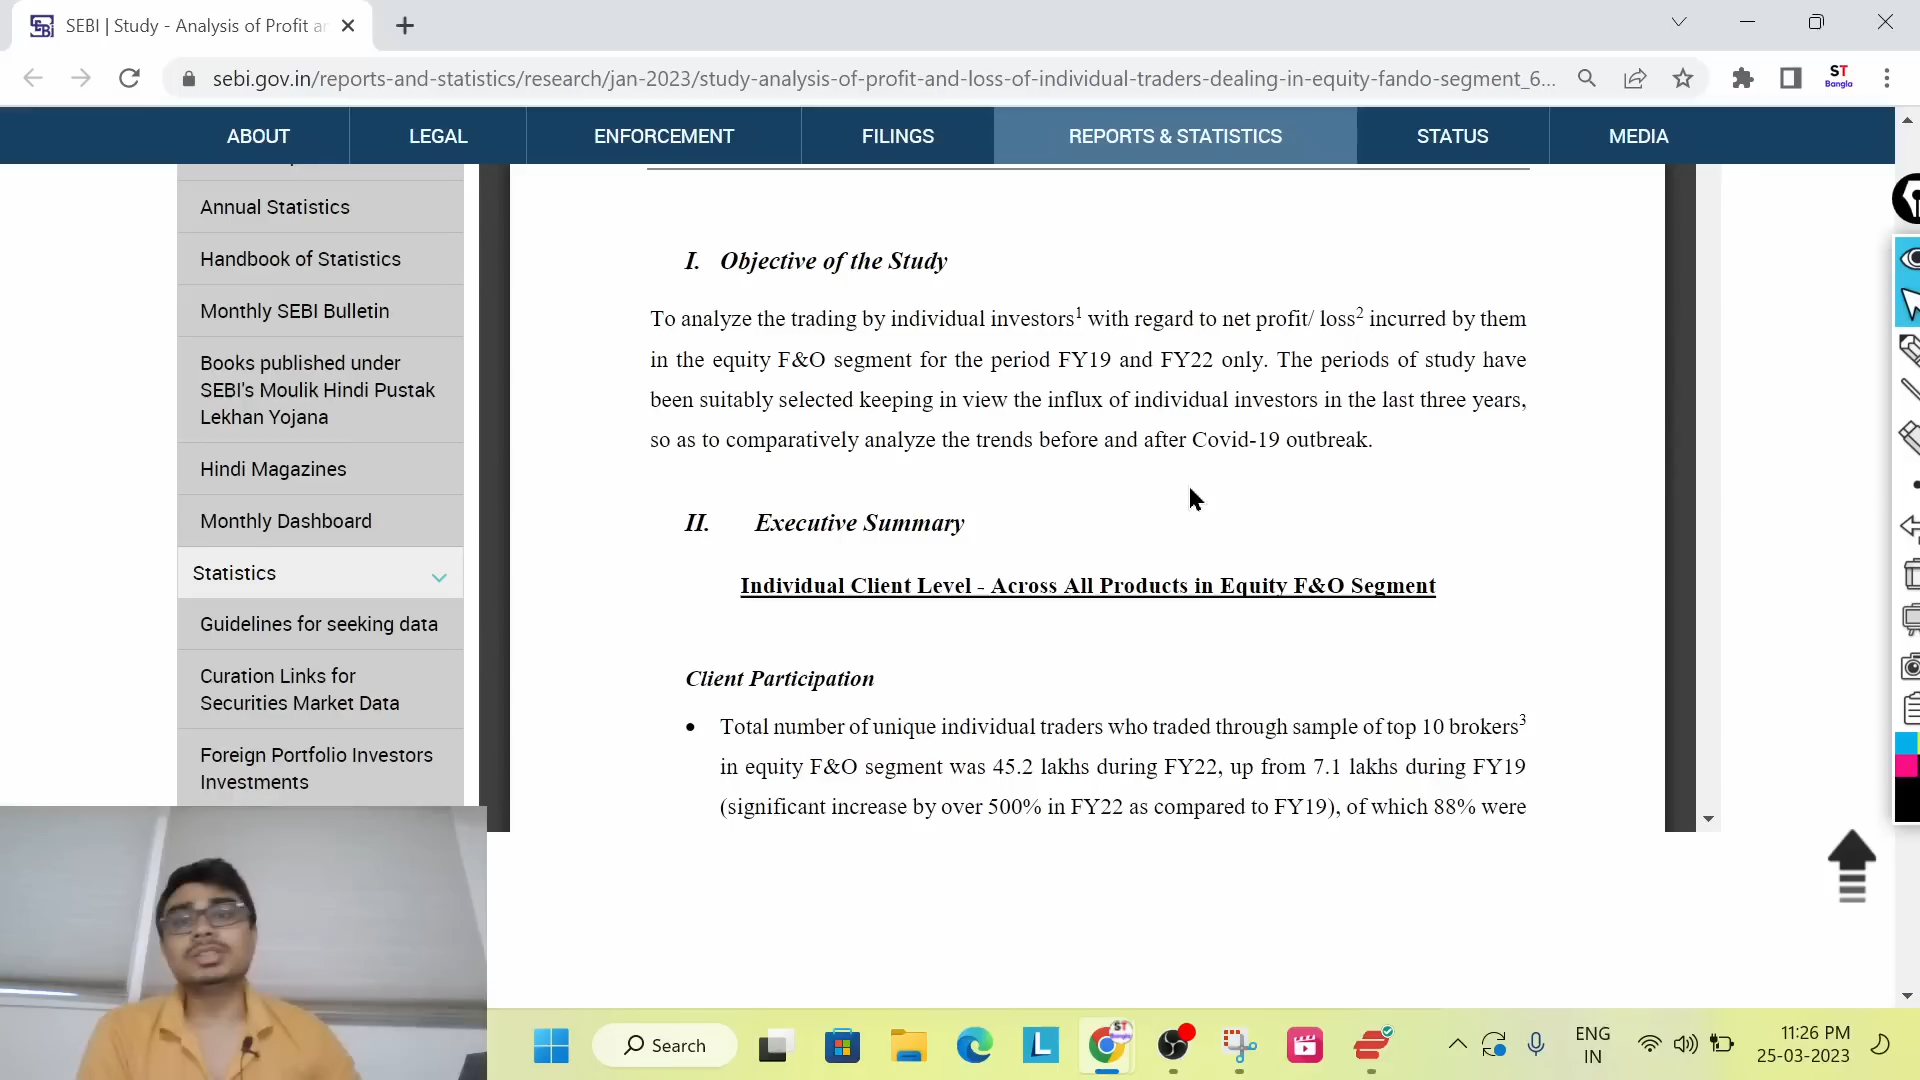 SEBI | Study - Analysis of Profit a
sebi.gov.in/reports-and-statistics/research/jan-2023/study-analysis-of-profit-and-loss-of-individual-traders-dealing-in-equity-fando-segment_6...
ST
Bangla
ABOUT
LEGAL
ENFORCEMENT
FILINGS
REPORTS & STATISTICS
STATUS
MEDIA
Annual Statistics
Handbook of Statistics
Monthly SEBI Bulletin
Books published under
SEBI's Moulik Hindi Pustak
Lekhan Yojana
Hindi Magazines
Monthly Dashboard
Statistics
Guidelines for seeking data
Curation Links for
Securities Market Data
Foreign Portfolio Investors
Investments
I. Objective of the Study
To analyze the trading by individual investors1 with regard to net profit/ loss2 incurred by them
in the equity F&O segment for the period FY19 and FY22 only. The periods of study have
been suitably selected keeping in view the influx of individual investors in the last three years,
so as to comparatively analyze the trends before and after Covid-19 outbreak.
II. Executive Summary
Individual Client Level - Across All Products in Equity F&O Segment
Client Participation
• Total number of unique individual traders who traded through sample of top 10 brokers3
in equity F&O segment was 45.2 lakhs during FY22, up from 7.1 lakhs during FY19
(significant increase by over 500% in FY22 as compared to FY19), of which 88% were
Search
L
ST
Bangla
ENG
IN
11:26 PM
25-03-2023